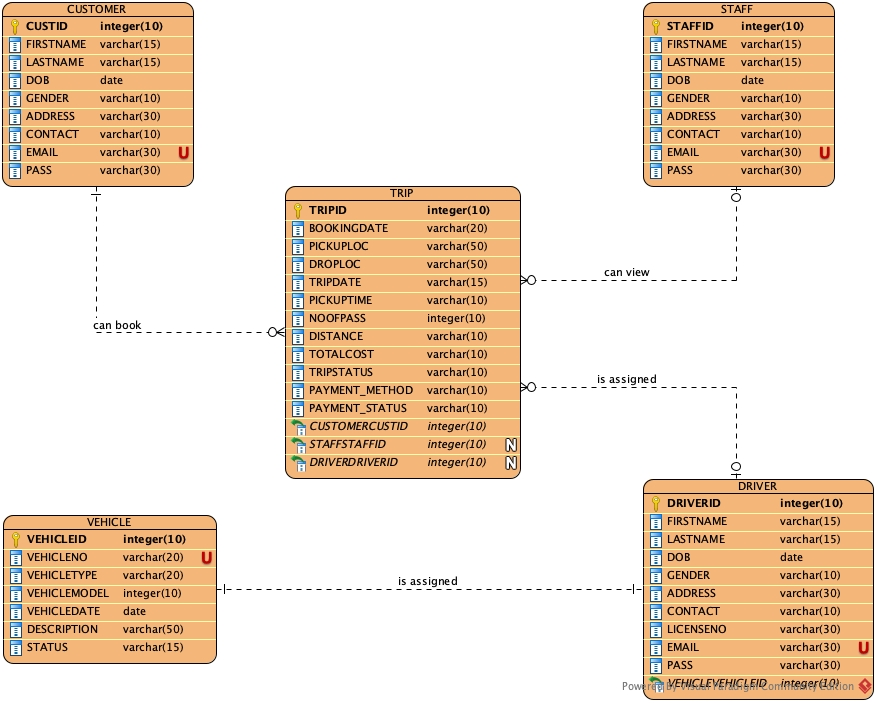 CUSTOMER
CUSTID integer(10)
FIRSTNAME varchar(15)
LASTNAME varchar(15)
DOB date
GENDER varchar(10)
ADDRESS varchar(30)
CONTACT varchar(10)
EMAIL varchar(30) U
PASS varchar(30)
STAFF
STAFFID integer(10)
FIRSTNAME varchar(15)
LASTNAME varchar(15)
DOB date
GENDER varchar(10)
ADDRESS varchar(30)
CONTACT varchar(10)
EMAIL varchar(30) U
PASS varchar(30)
TRIP
TRIPID integer(10)
BOOKINGDATE varchar(20)
PICKUPLOC varchar(50)
DROPLOC varchar(50)
TRIPDATE varchar(15)
PICKUPTIME varchar(10)
NOOFPASS integer(10)
DISTANCE varchar(10)
TOTALCOST varchar(10)
TRIPSTATUS varchar(10)
PAYMENT_METHOD varchar(10)
PAYMENT_STATUS varchar(10)
CUSTOMERCUSTID integer(10)
STAFFSTAFFID integer(10) N
DRIVERDRIVERID integer(10) N
can view
can book
is assigned
VEHICLE
VEHICLEID integer(10)
VEHICLENO varchar(20) U
VEHICLETYPE varchar(20)
VEHICLEMODEL integer(10)
VEHICLEDATE date
DESCRIPTION varchar(50)
STATUS varchar(15)
is assigned
DRIVER
DRIVERID integer(10)
FIRSTNAME varchar(15)
LASTNAME varchar(15)
DOB date
GENDER varchar(10)
ADDRESS varchar(30)
CONTACT varchar(10)
LICENSENO varchar(30)
EMAIL varchar(30) U
PASS varchar(30)
VEHICLEVEHICLEID integer(10)
Powered by Visual Paradigm Community Edition